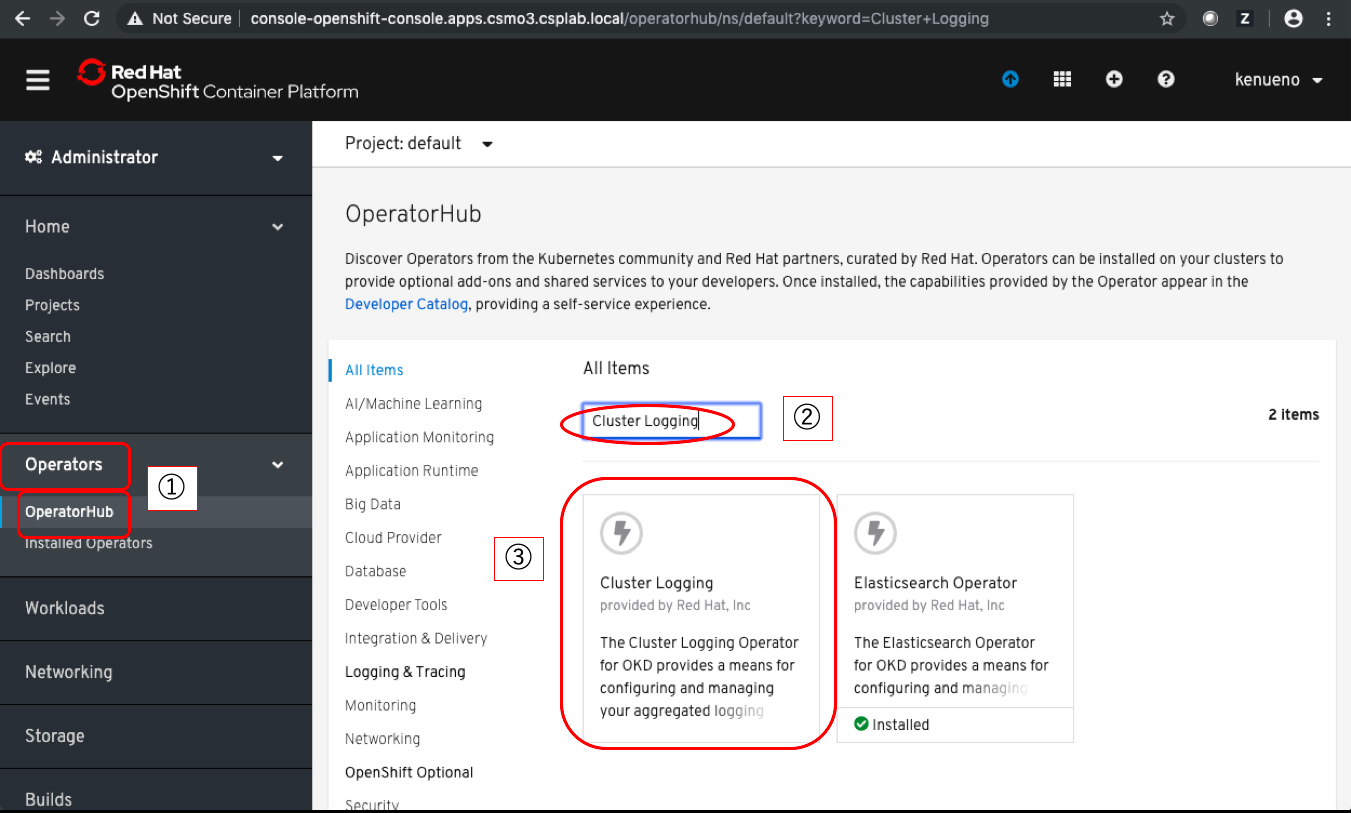 Not Secure
console-openshift-console.apps.csmo3.csplab.local/operatorhub/ns/default?keyword=Cluster+Logging
Z
Red Hat
OpenShift Container Platform
kenueno
Administrator
Home
Dashboards
Projects
Search
Explore
Events
Operators
①
OperatorHub
Installed Operators
Workloads
Networking
Storage
Builds
Project: default
OperatorHub
Discover Operators from the Kubernetes community and Red Hat partners, curated by Red Hat. Operators can be installed on your clusters to
provide optional add-ons and shared services to your developers. Once installed, the capabilities provided by the Operator appear in the
Developer Catalog, providing a self-service experience.
All Items
AI/Machine Learning
Application Monitoring
Application Runtime
Big Data
Cloud Provider
Database
Developer Tools
Integration & Delivery
Logging & Tracing
Monitoring
Networking
OpenShift Optional
Security
All Items
Cluster Logging
②
2 items
③
Cluster Logging
provided by Red Hat, Inc
The Cluster Logging Operator
for OKD provides a means for
configuring and managing
your aggregated logging
Elasticsearch Operator
provided by Red Hat, Inc
The Elasticsearch Operator
for OKD provides a means for
configuring and managing
Installed